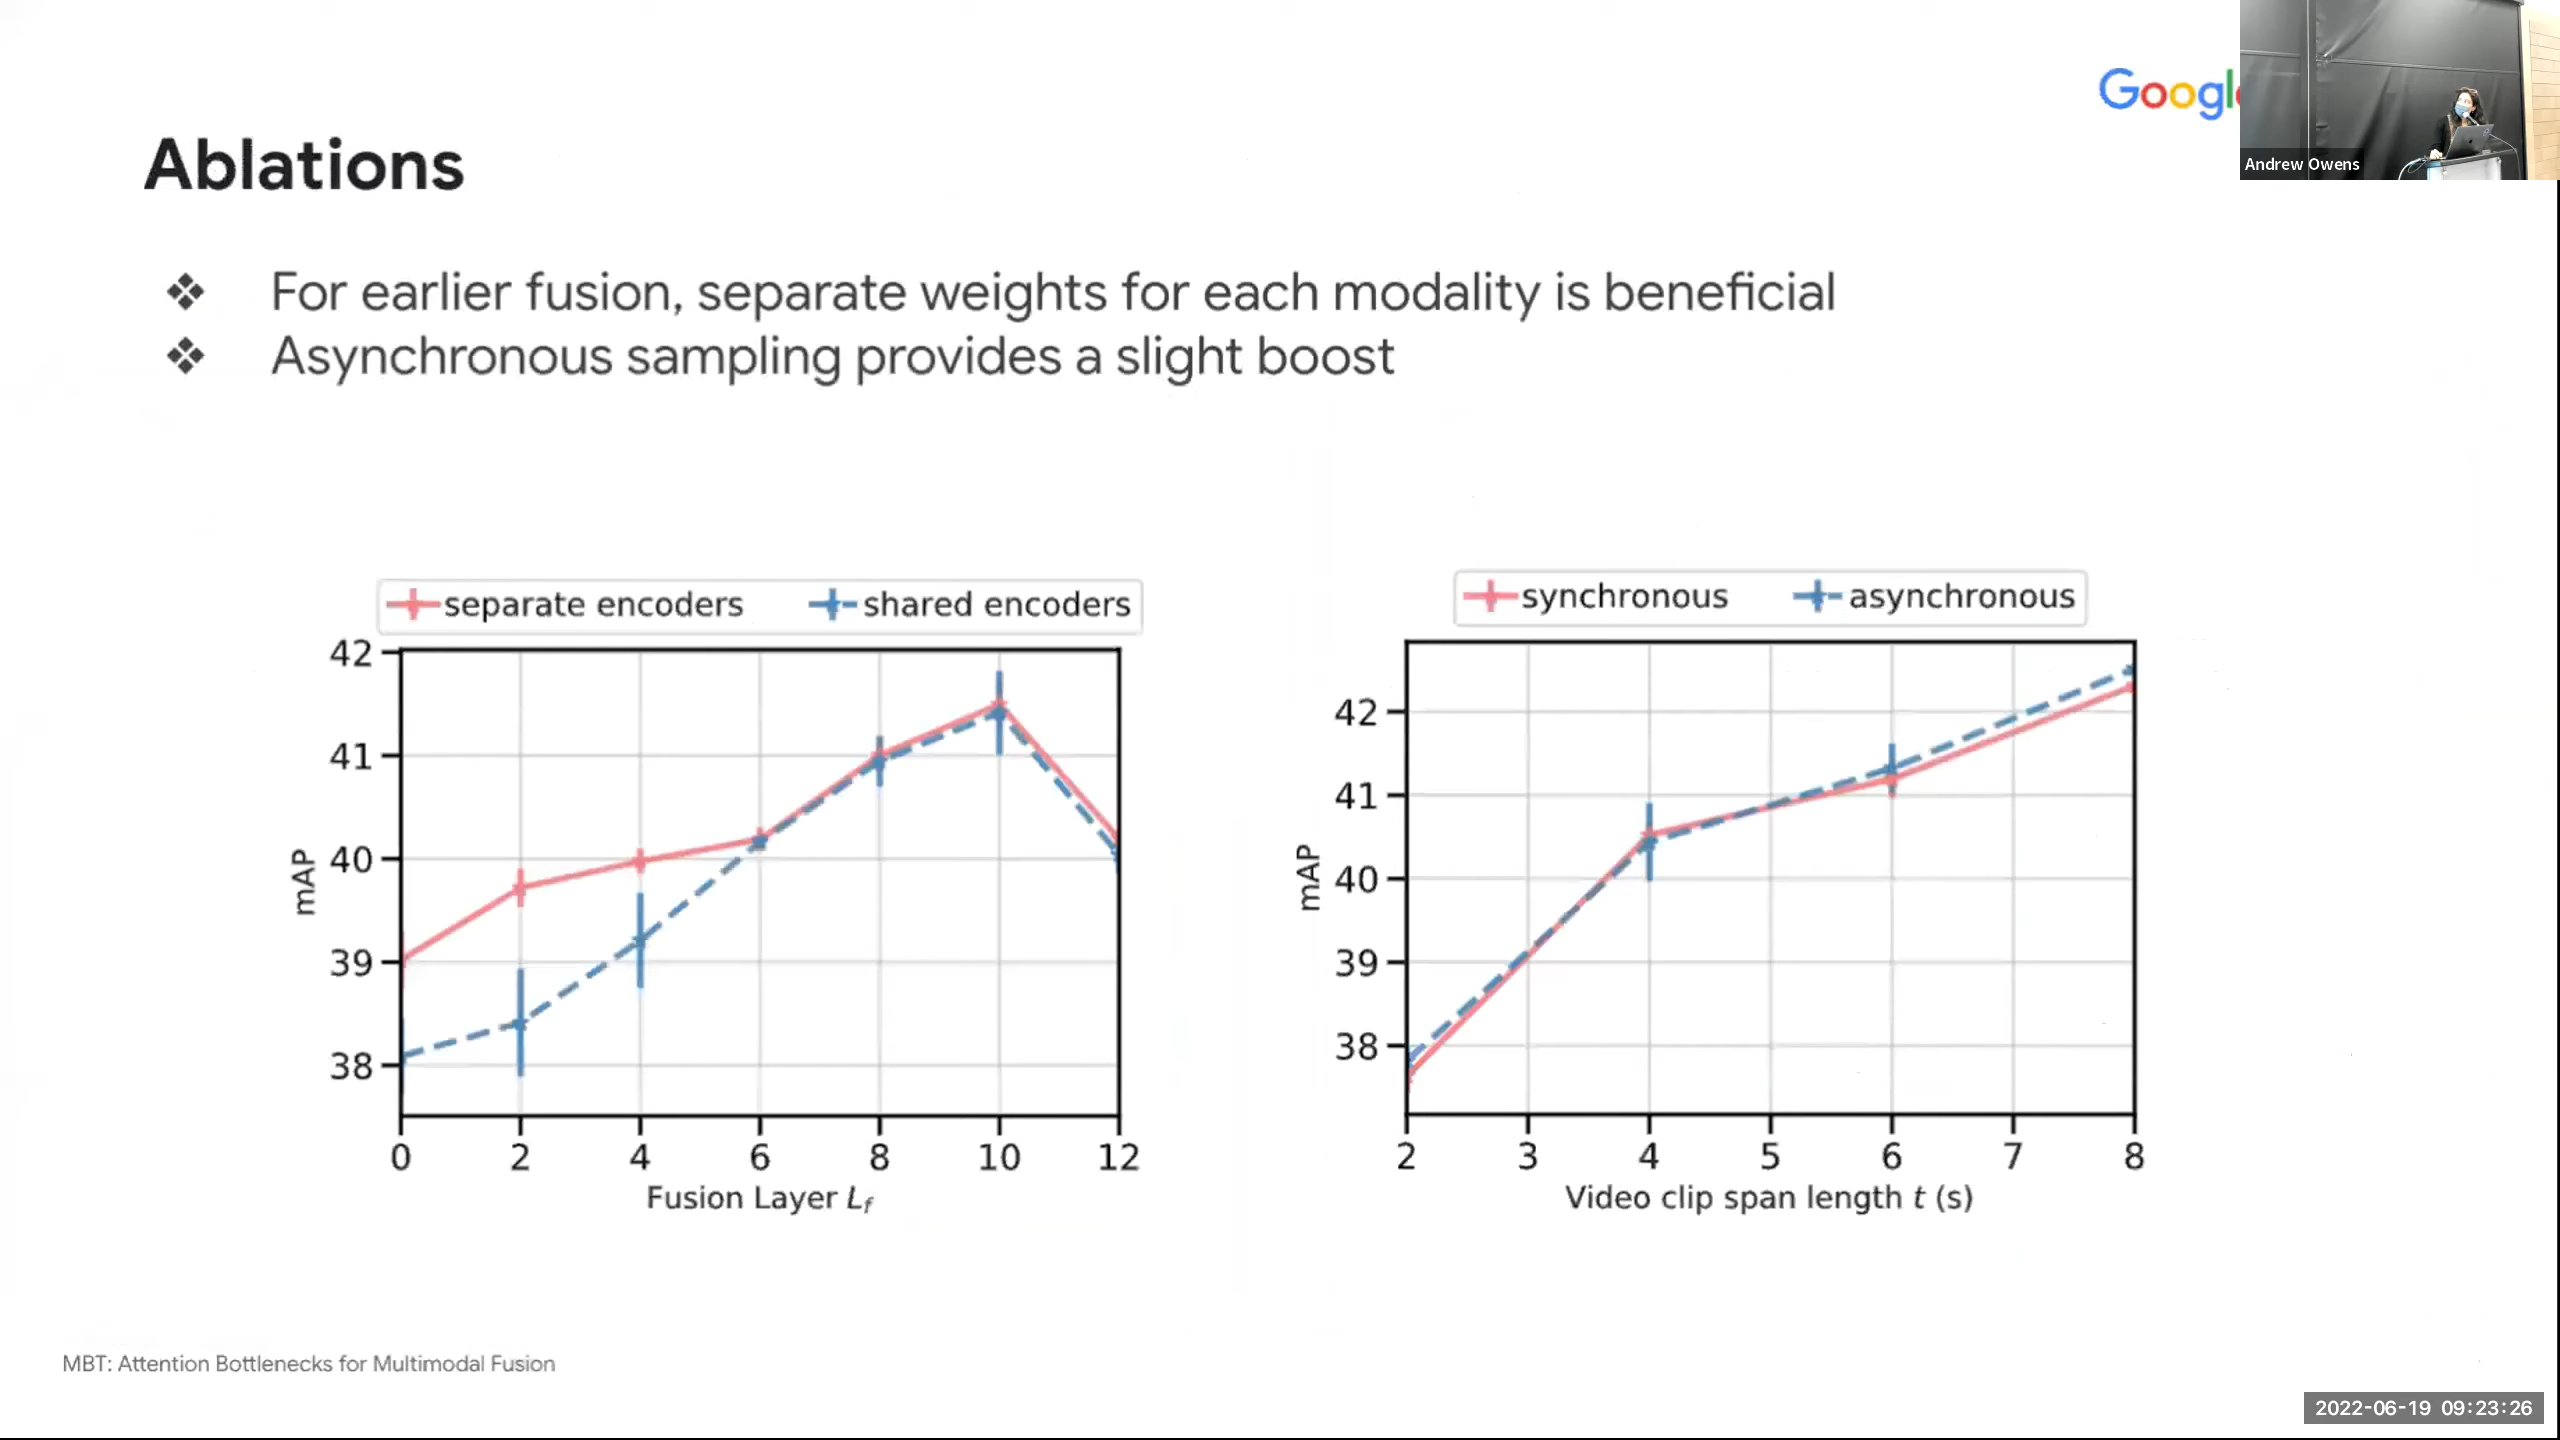 Google
Andrew Owens
Ablations
❖ For earlier fusion, separate weights for each modality is beneficial
❖ Asynchronous sampling provides a slight boost
separate encoders shared encoders
42
41
40
39
38
mAP
0 2 4 6 8 10 12
Fusion Layer Lf
synchronous asynchronous
42
41
40
39
38
mAP
2 3 4 5 6 7 8
Video clip span length t (s)
MBT: Attention Bottlenecks for Multimodal Fusion
2022-06-19 09:23:26